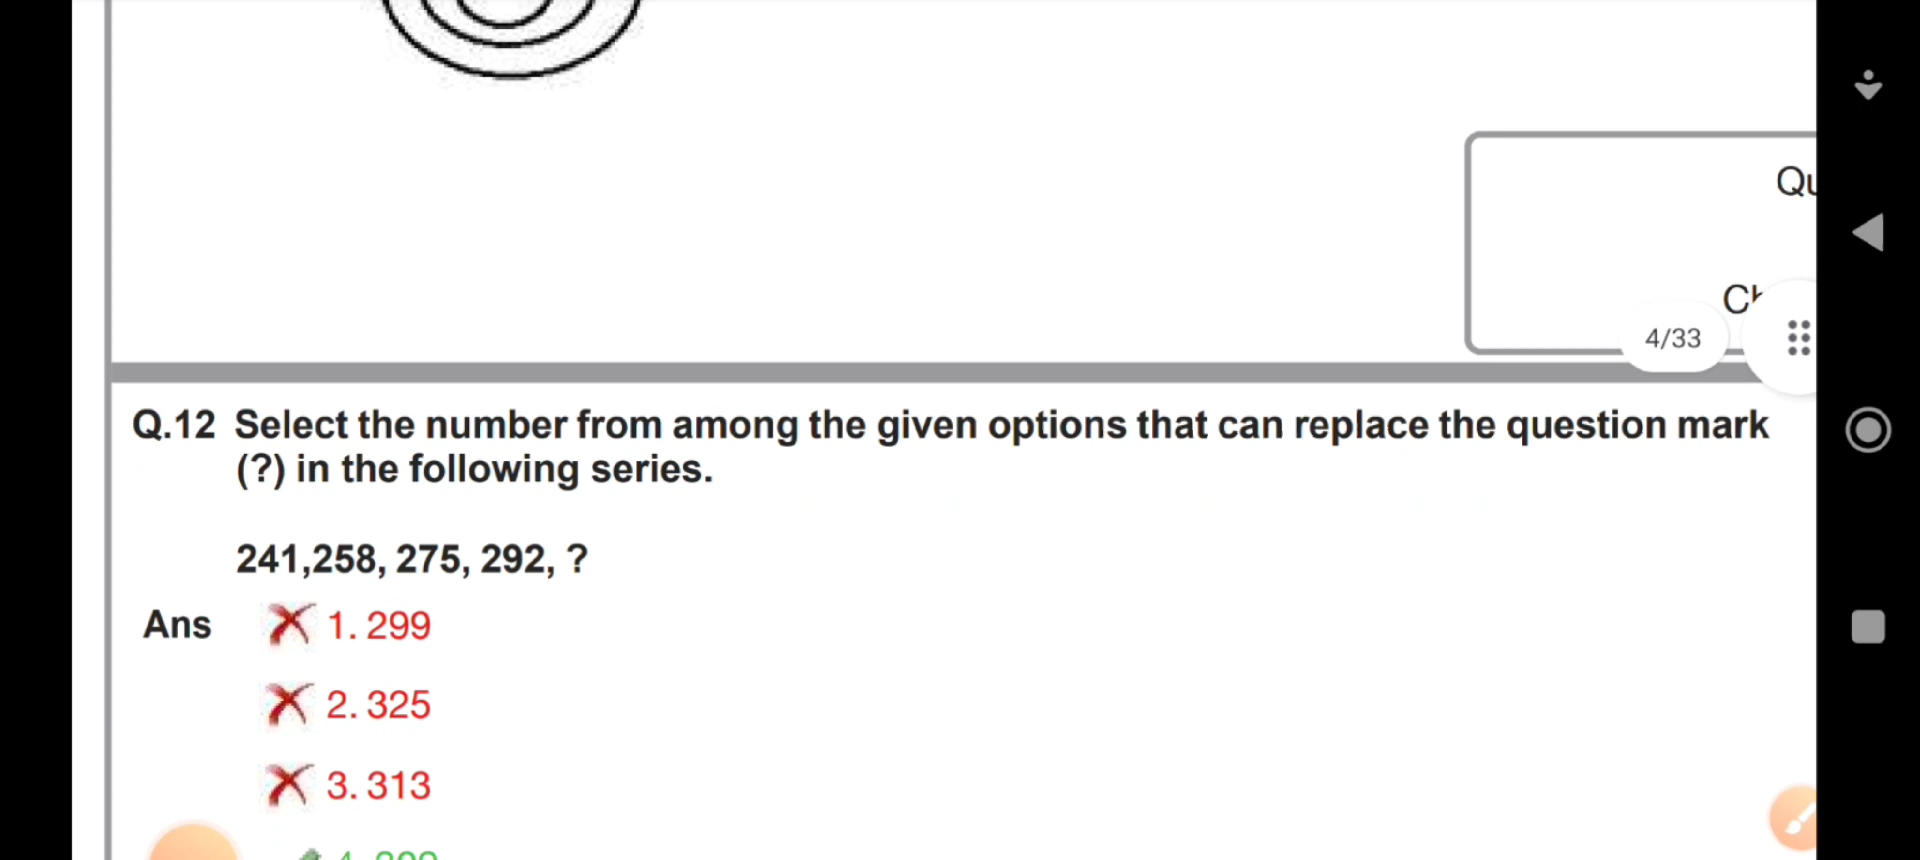 Qu
4/33
Q.12 Select the number from among the given options that can replace the question mark
(?) in the following series.
241,258, 275, 292, ?
Ans 1. 299
2. 325
3. 313